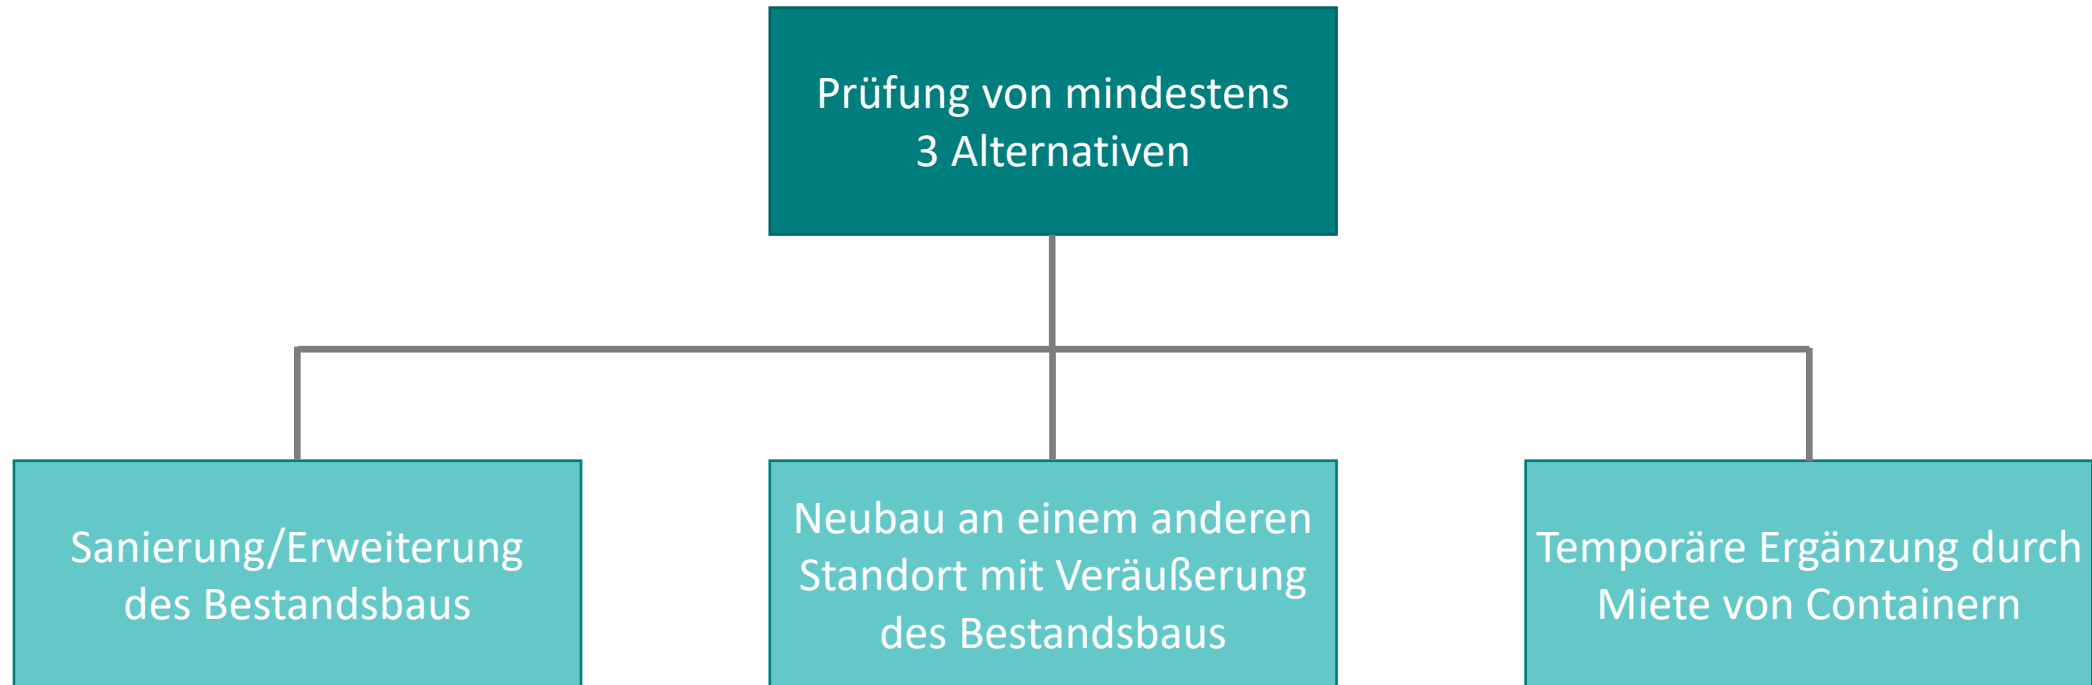 Prüfung von mindestens
3 Alternativen
Sanierung/Erweiterung
des Bestandsbaus
Neubau an einem anderen
Standort mit Veräußerung
des Bestandsbaus
Temporäre Ergänzung durch
Miete von Containern